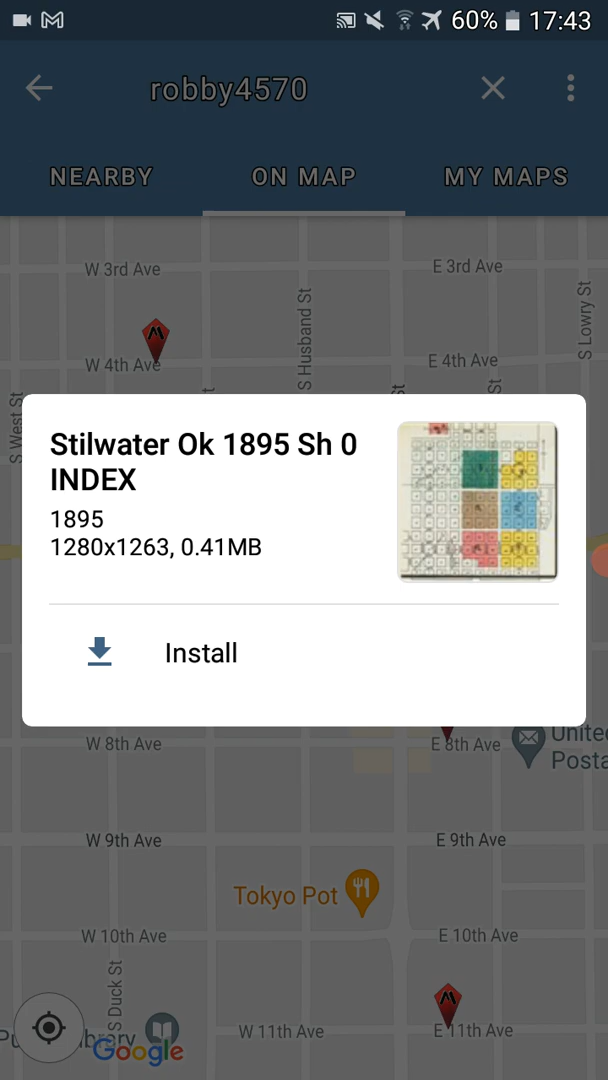 60% 17:43
robby4570
NEARBY ON MAP MY MAPS
W 3rd Ave
E 3rd Ave
S Husband St
S Lowry St
W 4th Ave
E 4th Ave
S West St
St
Stilwater Ok 1895 Sh 0
INDEX
1895
1280x1263, 0.41MB
Install
W 8th Ave
E 8th Ave
United
Posta
W 9th Ave
E 9th Ave
Tokyo Pot
W 10th Ave
E 10th Ave
S Duck St
W 11th Ave
E 11th Ave
Google